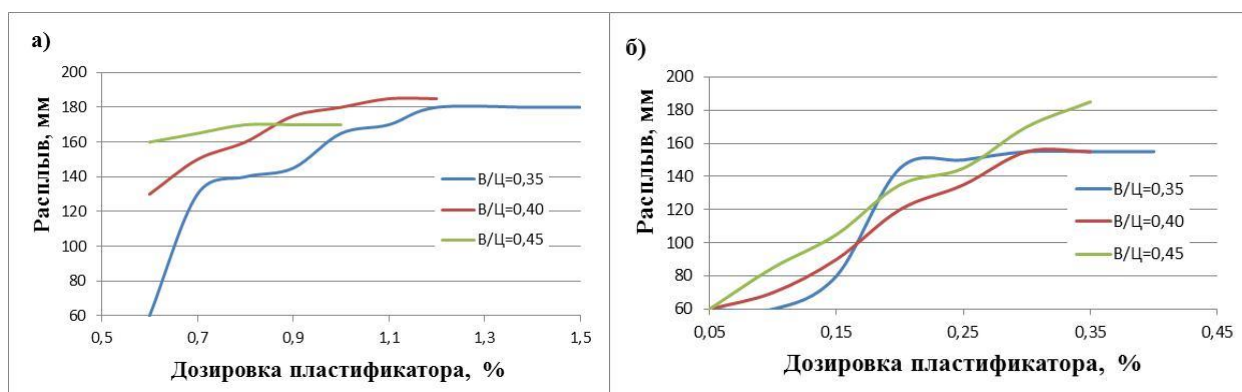 а)
Расплыв, мм
200
180
160
140
120
100
80
60
0,5
0,7
0,9
1,1
1,3
1,5
В/Ц=0,35
В/Ц=0,40
В/Ц=0,45
Дозировка пластификатора, %
б)
Расплыв, мм
200
180
160
140
120
100
80
60
0,05
0,15
0,25
0,35
0,45
В/Ц=0,35
В/Ц=0,40
В/Ц=0,45
Дозировка пластификатора, %